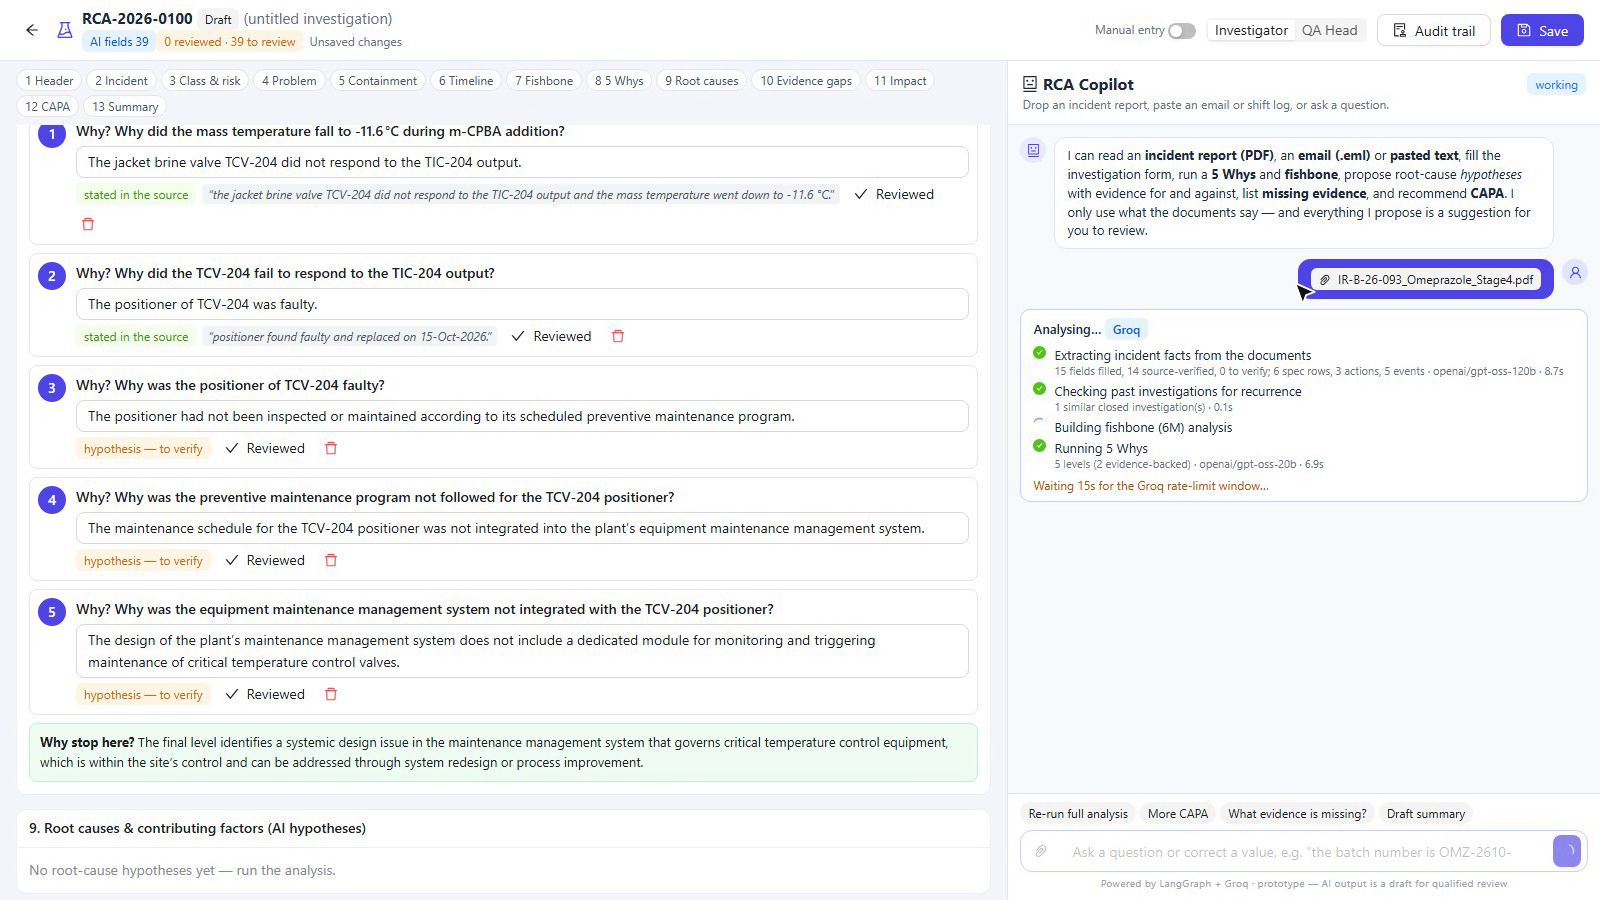 RCA-2026-0100 Draft (untitled investigation)
AI fields 39 0 reviewed · 39 to review Unsaved changes
Manual entry Investigator QA Head Audit trail Save
1 Header 2 Incident 3 Class & risk 4 Problem 5 Containment 6 Timeline 7 Fishbone 8 5 Whys 9 Root causes 10 Evidence gaps 11 Impact
12 CAPA 13 Summary
1 Why? Why did the mass temperature fall to -11.6 °C during m-CPBA addition?
The jacket brine valve TCV-204 did not respond to the TIC-204 output.
stated in the source "the jacket brine valve TCV-204 did not respond to the TIC-204 output and the mass temperature went down to -11.6 °C." Reviewed
2 Why? Why did the TCV-204 fail to respond to the TIC-204 output?
The positioner of TCV-204 was faulty.
stated in the source "positioner found faulty and replaced on 15-Oct-2026." Reviewed
3 Why? Why was the positioner of TCV-204 faulty?
The positioner had not been inspected or maintained according to its scheduled preventive maintenance program.
hypothesis — to verify Reviewed
4 Why? Why was the preventive maintenance program not followed for the TCV-204 positioner?
The maintenance schedule for the TCV-204 positioner was not integrated into the plant's equipment maintenance management system.
hypothesis — to verify Reviewed
5 Why? Why was the equipment maintenance management system not integrated with the TCV-204 positioner?
The design of the plant's maintenance management system does not include a dedicated module for monitoring and triggering
maintenance of critical temperature control valves.
hypothesis — to verify Reviewed
Why stop here? The final level identifies a systemic design issue in the maintenance management system that governs critical temperature control equipment,
which is within the site's control and can be addressed through system redesign or process improvement.
9. Root causes & contributing factors (AI hypotheses)
No root-cause hypotheses yet — run the analysis.
RCA Copilot working
Drop an incident report, paste an email or shift log, or ask a question.
I can read an incident report (PDF), an email (.eml) or pasted text, fill the
investigation form, run a 5 Whys and fishbone, propose root-cause hypotheses
with evidence for and against, list missing evidence, and recommend CAPA. I
only use what the documents say — and everything I propose is a suggestion for
you to review.
IR-B-26-093_Omeprazole_Stage4.pdf
Analysing... Groq
Extracting incident facts from the documents
15 fields filled, 14 source-verified, 0 to verify; 6 spec rows, 3 actions, 5 events · openai/gpt-oss-120b · 8.7s
Checking past investigations for recurrence
1 similar closed investigation(s) · 0.1s
Building fishbone (6M) analysis
Running 5 Whys
5 levels (2 evidence-backed) · openai/gpt-oss-20b · 6.9s
Waiting 15s for the Groq rate-limit window...
Re-run full analysis More CAPA What evidence is missing? Draft summary
Ask a question or correct a value, e.g. "the batch number is OMZ-2610-
Powered by LangGraph + Groq · prototype — AI output is a draft for qualified review